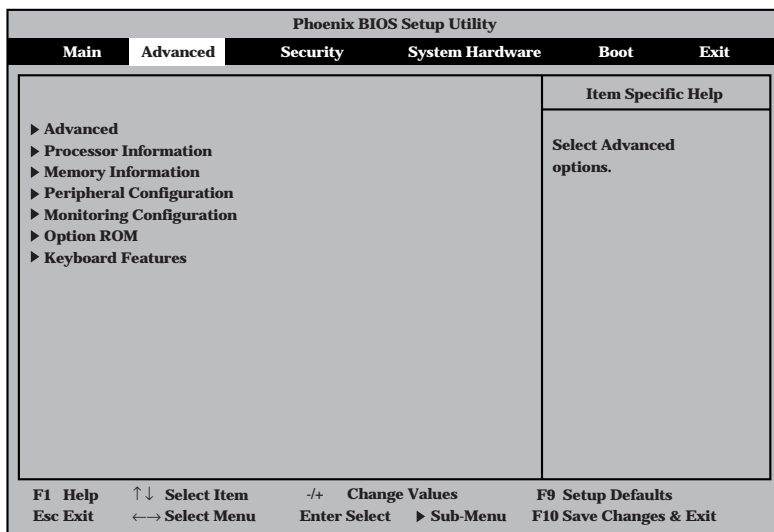 Phoenix BIOS Setup Utility
Main Advanced Security System Hardware Boot Exit
Item Specific Help
▶ Advanced
▶ Processor Information
▶ Memory Information
▶ Peripheral Configuration
▶ Monitoring Configuration
▶ Option ROM
▶ Keyboard Features
Select Advanced
options.
F1 Help ↑↓ Select Item -/+ Change Values F9 Setup Defaults
Esc Exit ←→ Select Menu Enter Select ▶ Sub-Menu F10 Save Changes & Exit